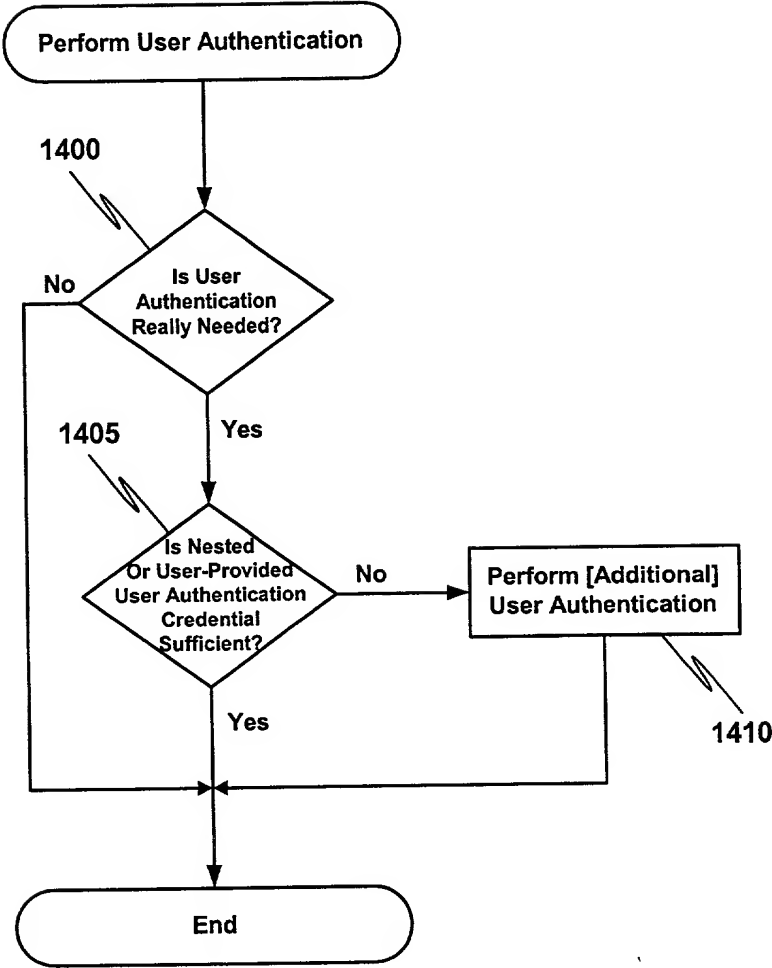 Perform User Authentication
1400
No
Is User
Authentication
Really Needed?
Yes
1405
Is Nested
Or User-Provided
User Authentication
Credential
Sufficient?
No
Perform [Additional]
User Authentication
Yes
1410
End